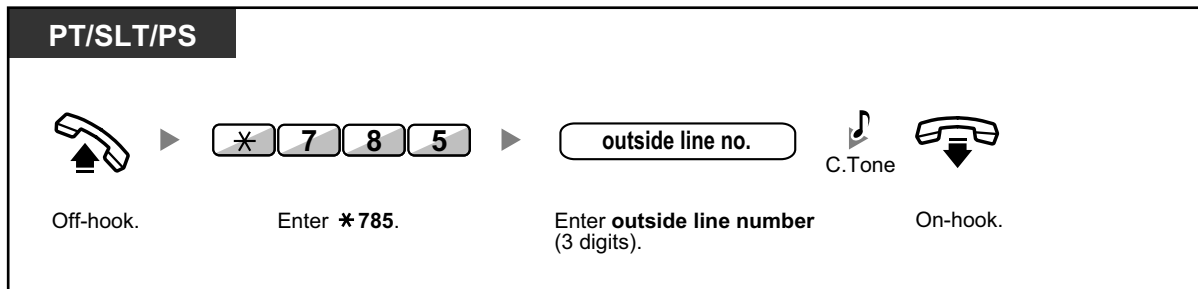 PT/SLT/PS
* 7 8 5
outside line no.
C.Tone
Off-hook.
Enter *785.
Enter outside line number
(3 digits).
On-hook.